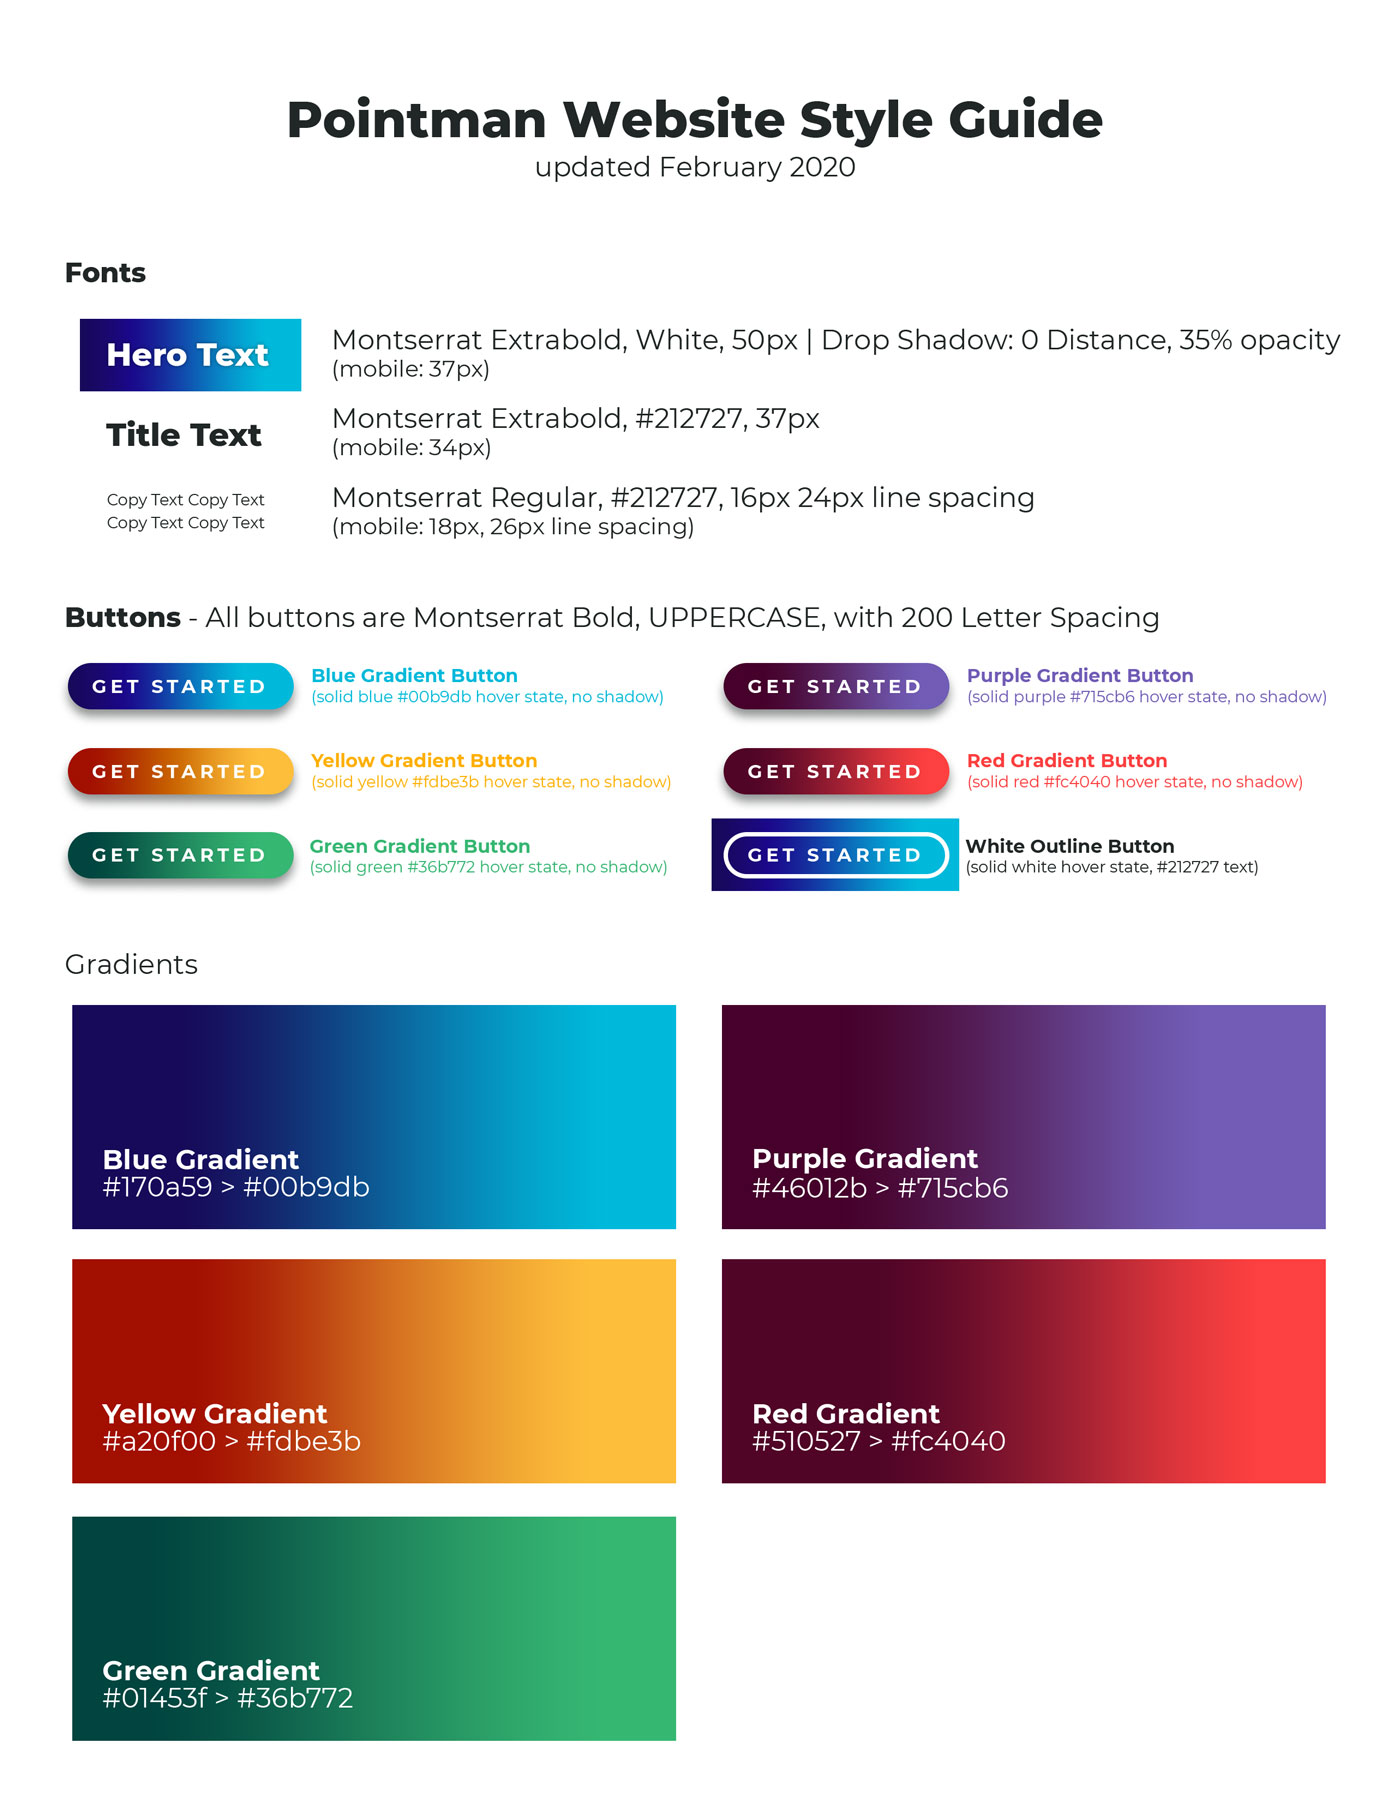 Pointman Website Style Guide
updated February 2020
Fonts
Hero Text
Montserrat Extrabold, White, 50px | Drop Shadow: 0 Distance, 35% opacity
(mobile: 37px)
Title Text
Montserrat Extrabold, #212727, 37px
(mobile: 34px)
Copy Text Copy Text
Copy Text Copy Text
Montserrat Regular, #212727, 16px 24px line spacing
(mobile: 18px, 26px line spacing)
Buttons - All buttons are Montserrat Bold, UPPERCASE, with 200 Letter Spacing
GET STARTED
Blue Gradient Button
(solid blue #00b9db hover state, no shadow)
GET STARTED
Purple Gradient Button
(solid purple #715cb6 hover state, no shadow)
GET STARTED
Yellow Gradient Button
(solid yellow #fdbe3b hover state, no shadow)
GET STARTED
Red Gradient Button
(solid red #fc4040 hover state, no shadow)
GET STARTED
Green Gradient Button
(solid green #36b772 hover state, no shadow)
GET STARTED
White Outline Button
(solid white hover state, #212727 text)
Gradients
Blue Gradient
#170a59 > #00b9db
Purple Gradient
#46012b > #715cb6
Yellow Gradient
#a20f00 > #fdbe3b
Red Gradient
#510527 > #fc4040
Green Gradient
#01453f > #36b772